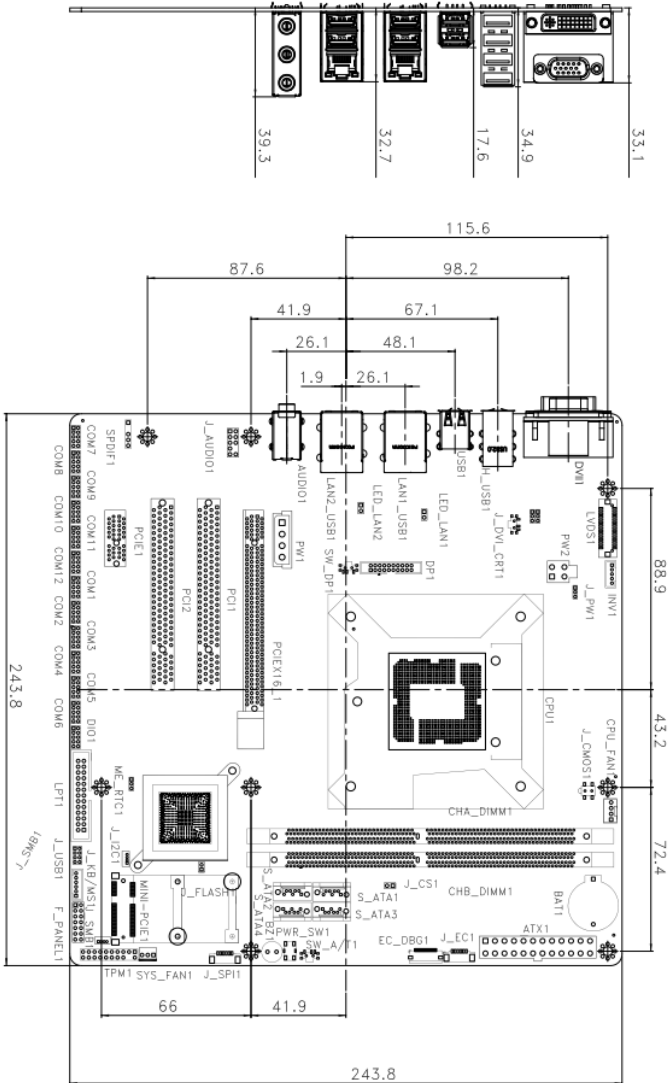 39.3
32.7
17.6
34.9
33.1
115.6
87.6
98.2
41.9
67.1
26.1
48.1
1.9
26.1
SPDIF1
J_AUDIO1
AUDIO1
LAN2_USB1
LED_LAN2
LAN1_USB1
LED_LAN1
USB1
H_USB1
DVI1
COM7
COM8
COM9
COM10
COM11
COM12
COM1
COM2
COM3
COM4
COM5
COM6
DIO1
PCIE1
PCI2
PCI1
PCIEX16_1
PW1
SW_DP1
DP1
J_DVI_CRT1
PW2
J_PW1
LVDS1
INV1
88.9
CPU1
243.8
43.2
CPU_FAN1
J_CMOS1
LPT1
ME_RTC1
J_I2C1
CHA_DIMM1
72.4
J_SMB1
J_USB1
J_KB/MS1
F_PANEL1
J_SMB1
MINI-PCIE1
J_FLASH1
S_ATA2
S_ATA4
BZ1
S_ATA1
S_ATA3
J_CS1
CHB_DIMM1
BAT1
PWR_SW1
SW_A/T1
EC_DBG1
J_EC1
ATX1
TPM1
SYS_FAN1
J_SPI1
66
41.9
243.8